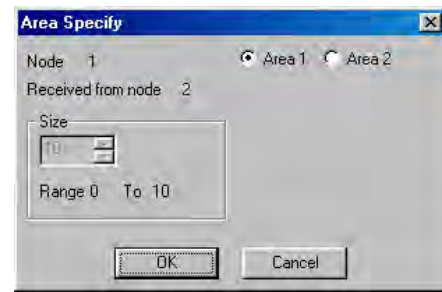 Area Specify
Node 1 Area 1 Area 2
Received from node 2
Size
10
Range 0 To 10
OK Cancel